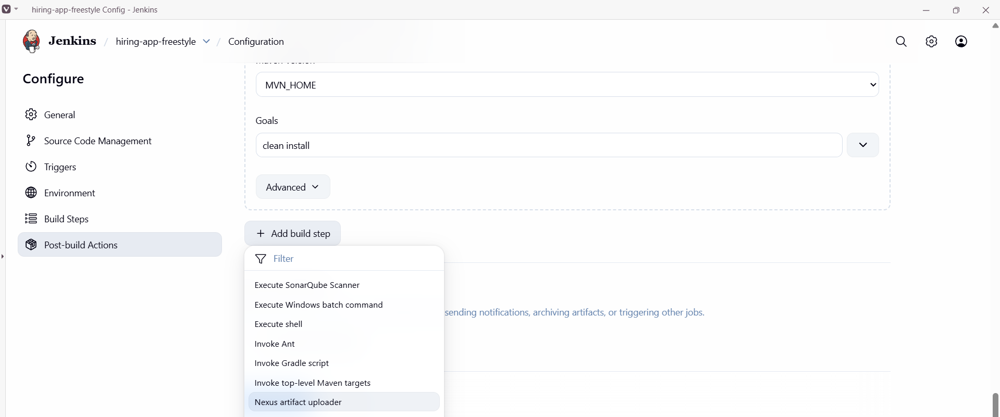 hiring-app-freestyle Config - Jenkins
Jenkins / hiring-app-freestyle / Configuration
Configure
General
Source Code Management
Triggers
Environment
Build Steps
Post-build Actions
MVN_HOME
Goals
clean install
Advanced
+ Add build step
Filter
Execute SonarQube Scanner
Execute Windows batch command
sending notifications, archiving artifacts, or triggering other jobs.
Execute shell
Invoke Ant
Invoke Gradle script
Invoke top-level Maven targets
Nexus artifact uploader